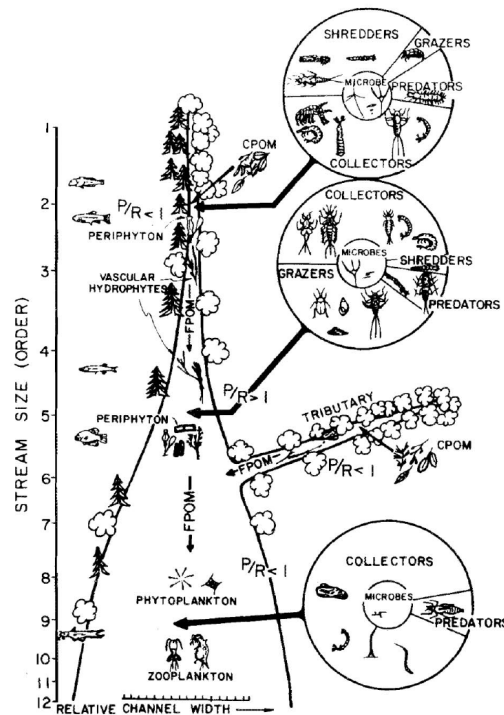 SHREDDERS
GRAZERS
MICROBES
PREDATORS
COLLECTORS
1
CPOM
2
P/R < 1
PERIPHYTON
3
VASCULAR
HYDROPHYTES
FPOM
4
P/R > 1
COLLECTORS
MICROBES
GRAZERS
SHREDDERS
PREDATORS
STREAM SIZE (ORDER)
5
PERIPHYTON
TRIBUTARY
CPOM
FPOM
P/R < 1
6
FPOM
7
P/R < 1
8
PHYTOPLANKTON
COLLECTORS
MICROBES
PREDATORS
9
10
ZOOPLANKTON
11
12
RELATIVE CHANNEL WIDTH